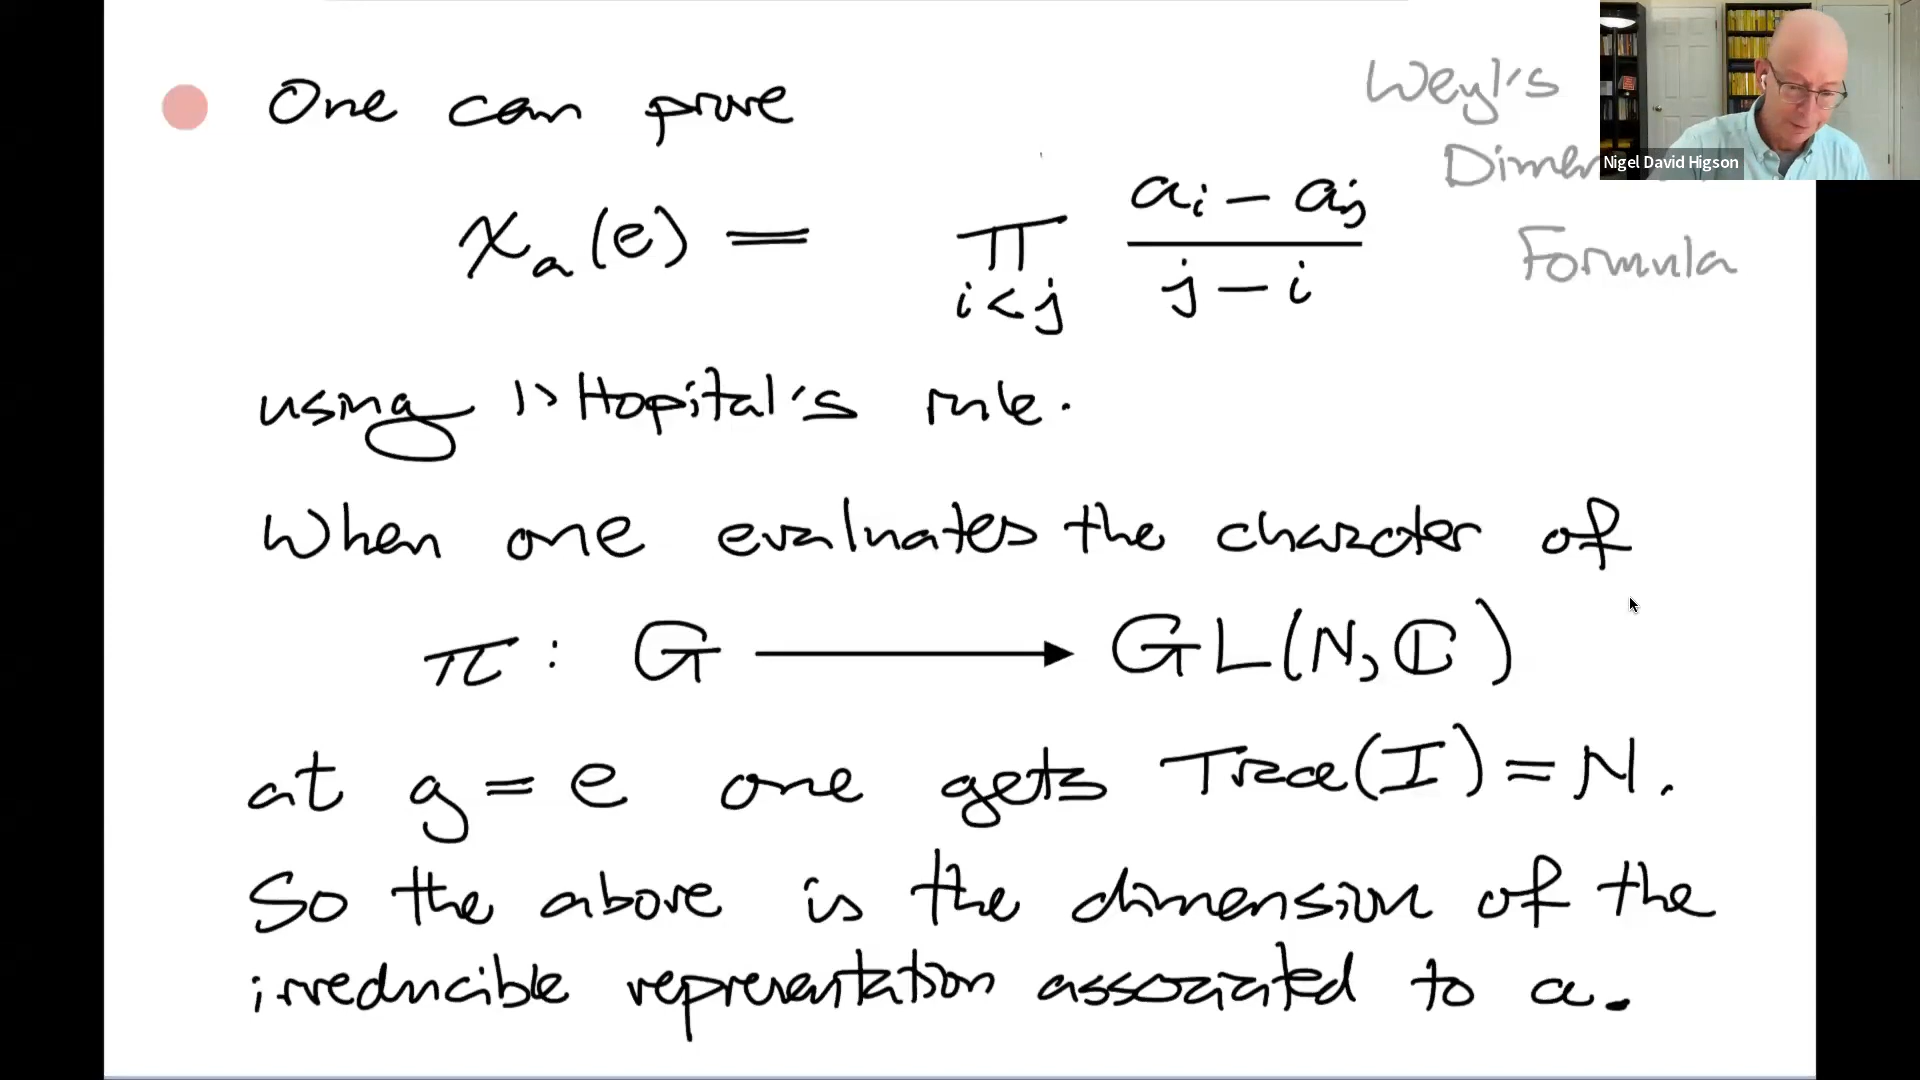 One can prove
χ_a(e) = ∏_{i<j} (a_i - a_j)/(j - i)
Weyl's
Formula
Nigel David Higson
using l'Hopital's rule.
When one evaluates the character of
π : G ⟶ GL(N, ℂ)
at g = e one gets Trace(I) = N.
So the above is the dimension of the
irreducible representation associated to a.